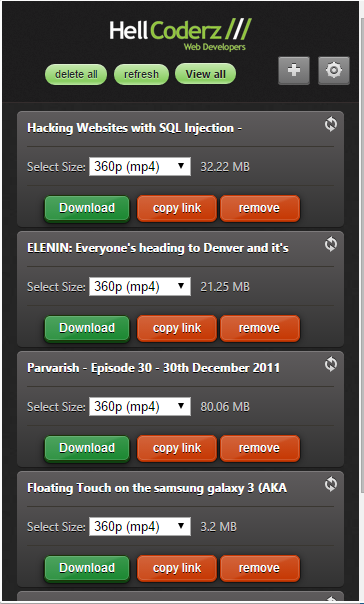 HellCoderz ///
Web Developers
delete all refresh View all
Hacking Websites with SQL Injection -
Select Size: 360p (mp4) 32.22 MB
Download copy link remove
ELENIN: Everyone's heading to Denver and it's
Select Size: 360p (mp4) 21.25 MB
Download copy link remove
Parvarish - Episode 30 - 30th December 2011
Select Size: 360p (mp4) 80.06 MB
Download copy link remove
Floating Touch on the samsung galaxy 3 (AKA
Select Size: 360p (mp4) 3.2 MB
Download copy link remove